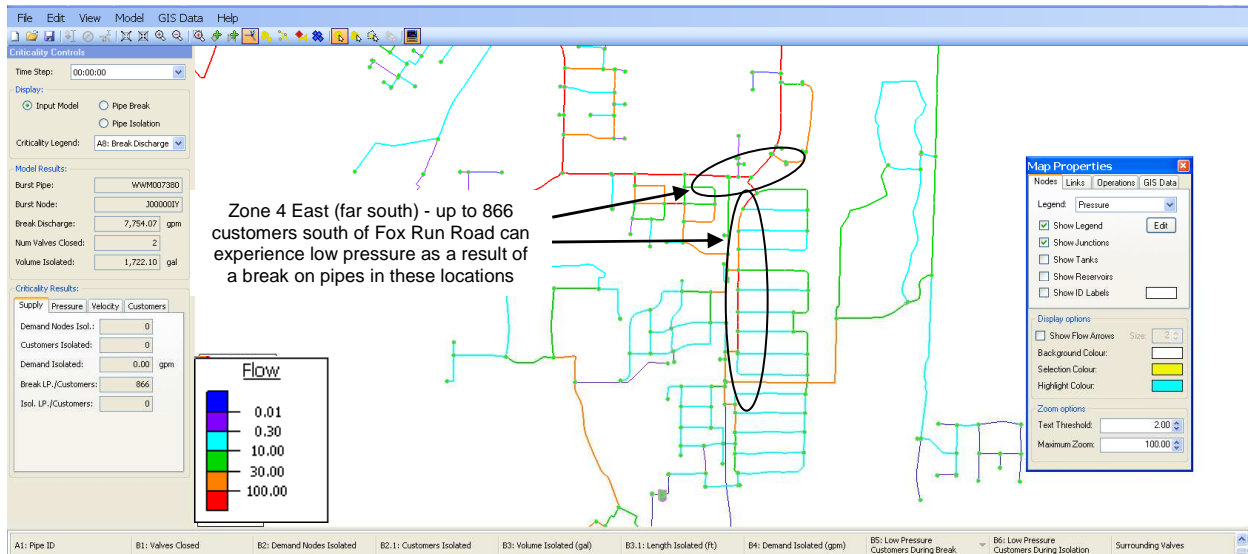 File Edit View Model GIS Data Help
Criticality Controls
Time Step: 00:00:00
Display:
Input Model Pipe Break
Pipe Isolation
Criticality Legend: A8: Break Discharge
Model Results:
Burst Pipe: WWM007380
Burst Node: J00000IY
Break Discharge: 7,754.07 gpm
Num Valves Closed: 2
Volume Isolated: 1,722.10 gal
Criticality Results:
Supply Pressure Velocity Customers
Demand Nodes Isol.: 0
Customers Isolated: 0
Demand Isolated: 0.00 gpm
Break LP./Customers: 866
Isol. LP./Customers: 0
Flow
0.01
0.30
10.00
30.00
100.00
Zone 4 East (far south) - up to 866
customers south of Fox Run Road can
experience low pressure as a result of
a break on pipes in these locations
Map Properties
Nodes Links Operations GIS Data
Legend: Pressure
Show Legend Edit
Show Junctions
Show Tanks
Show Reservoirs
Show ID Labels
Display options
Show Flow Arrows Size: 2
Background Colour:
Selection Colour:
Highlight Colour:
Zoom options
Text Threshold: 2.00
Maximum Zoom: 100.00
A1: Pipe ID B1: Valves Closed B2: Demand Nodes Isolated B2.1: Customers Isolated B3: Volume Isolated (gal) B3.1: Length Isolated (ft) B4: Demand Isolated (gpm) B5: Low Pressure Customers During Break B6: Low Pressure Customers During Isolation Surrounding Valves